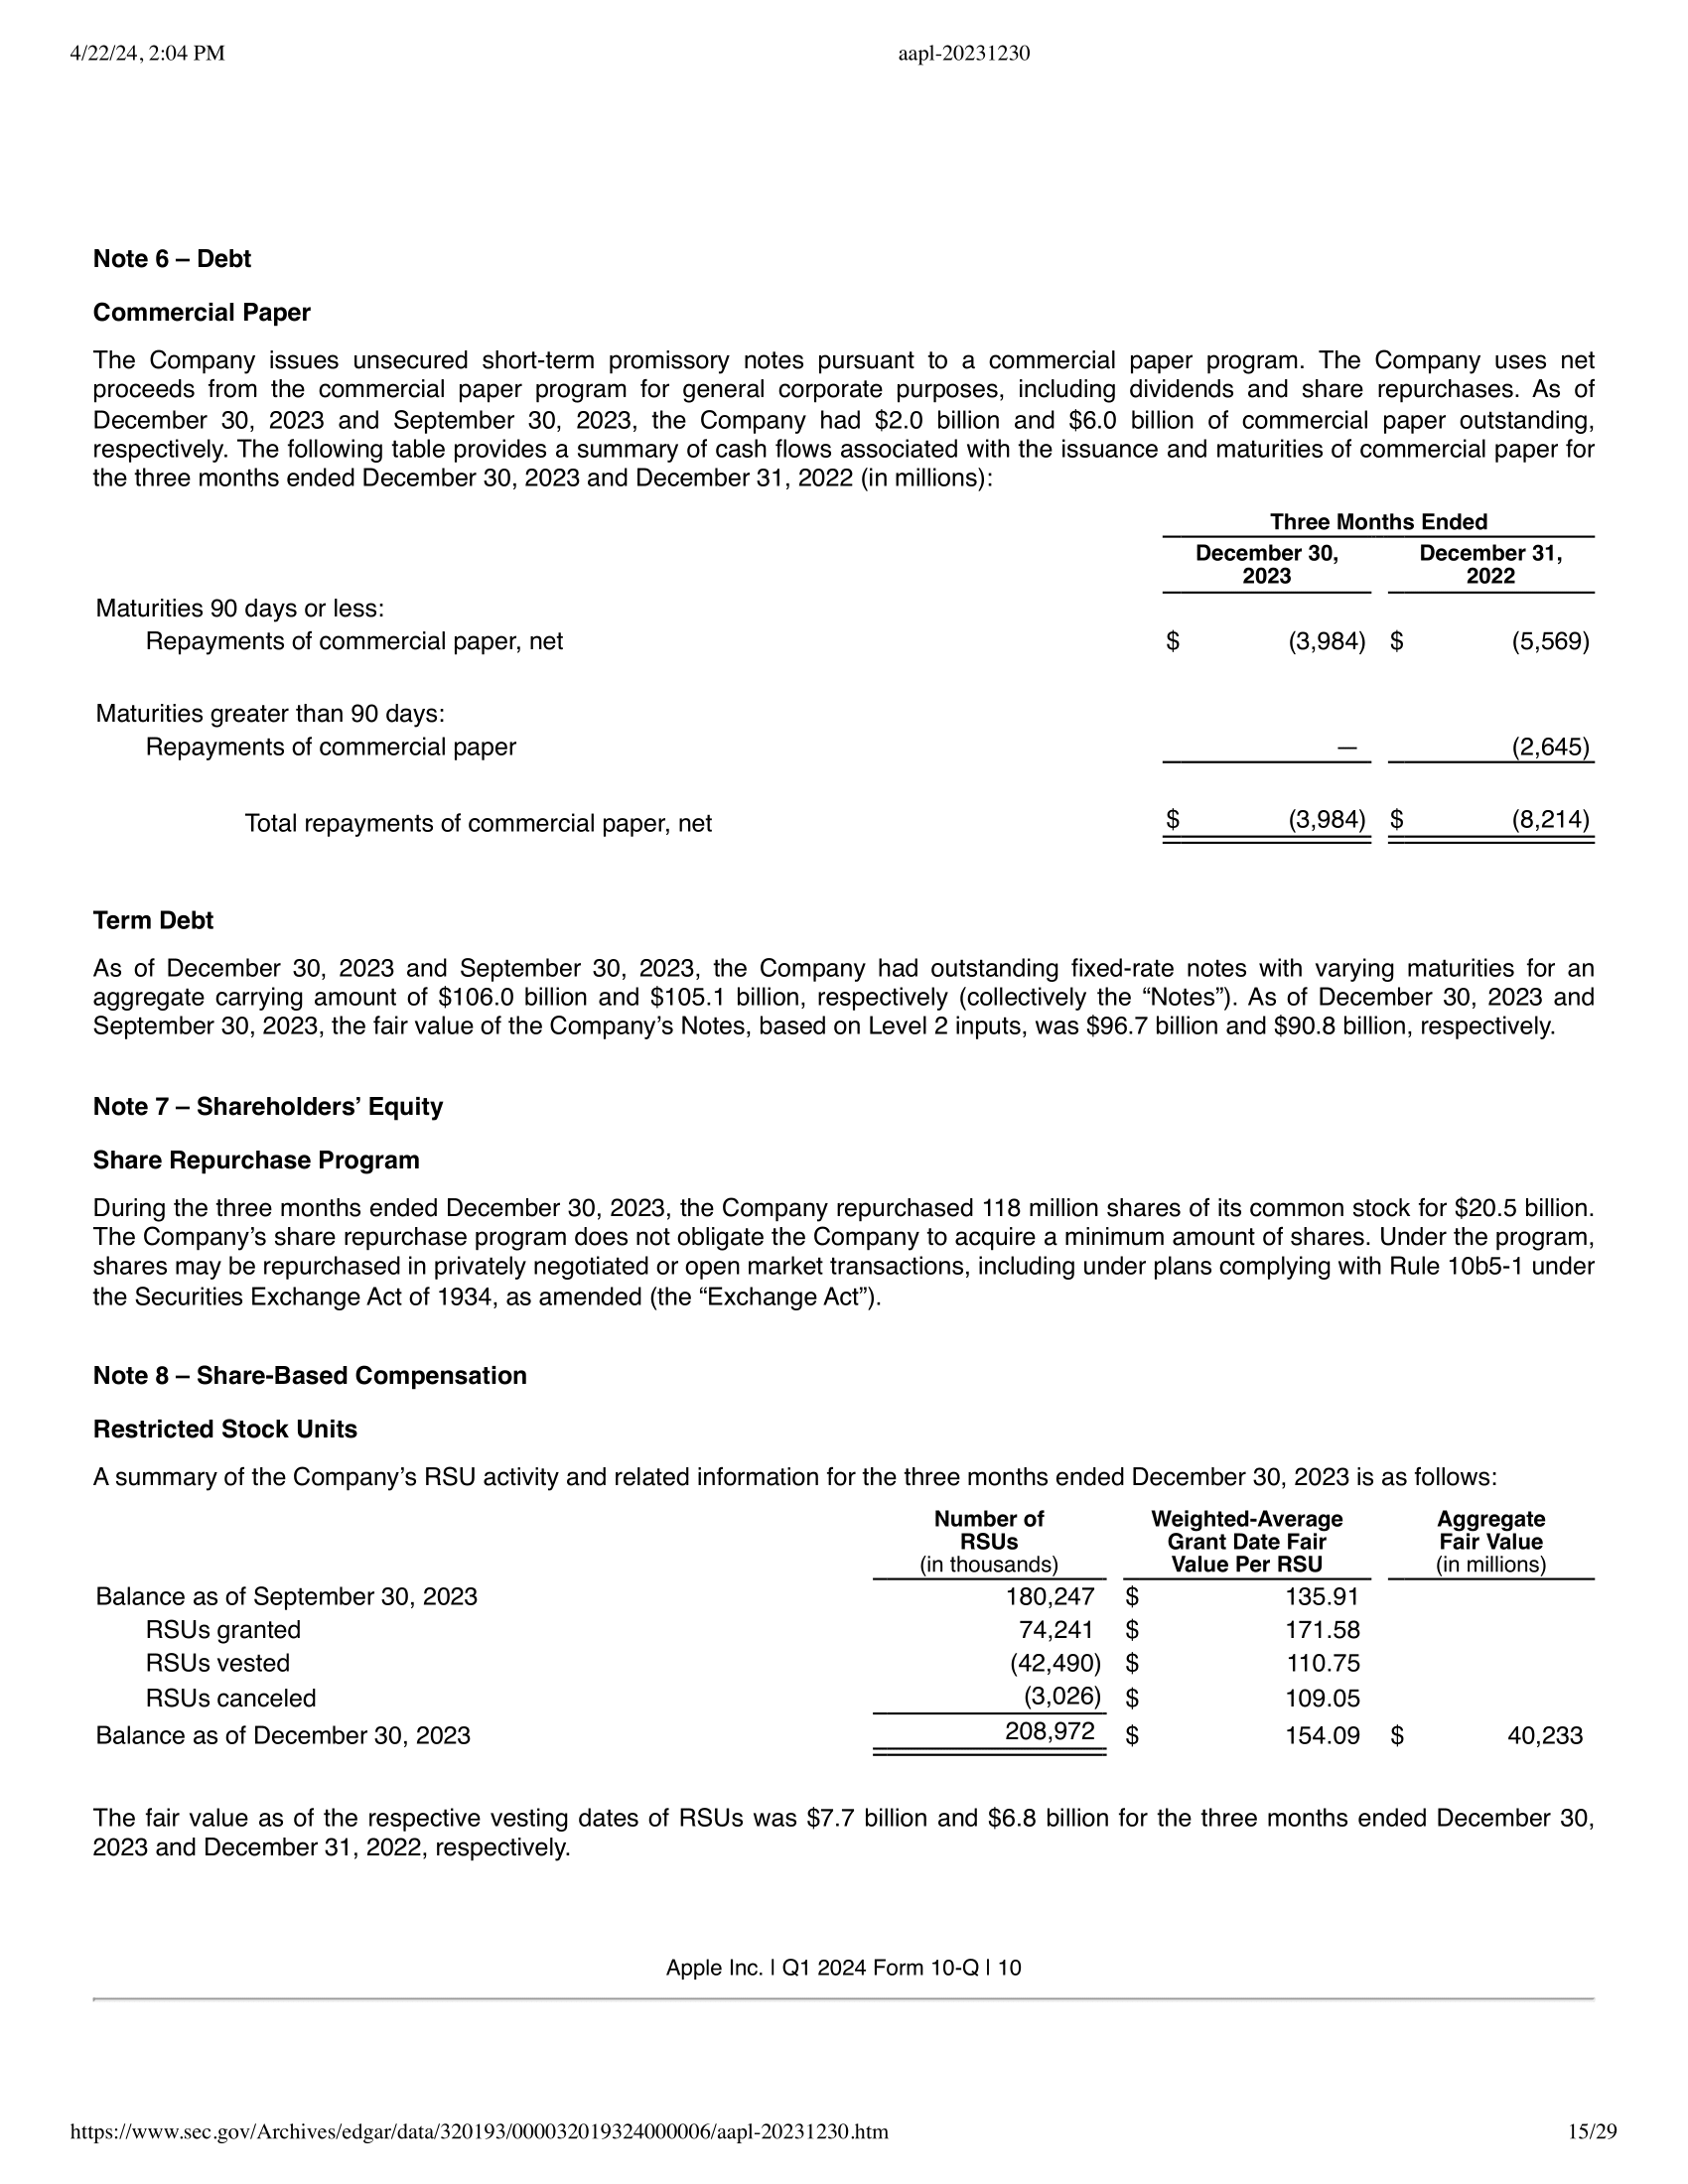 4/22/24, 2:04 PM aapl-20231230
Note 6 – Debt
Commercial Paper
The Company issues unsecured short-term promissory notes pursuant to a commercial paper program. The Company uses net
proceeds from the commercial paper program for general corporate purposes, including dividends and share repurchases. As of
December 30, 2023 and September 30, 2023, the Company had $2.0 billion and $6.0 billion of commercial paper outstanding,
respectively. The following table provides a summary of cash flows associated with the issuance and maturities of commercial paper for
the three months ended December 30, 2023 and December 31, 2022 (in millions):
Three Months Ended
December 30, December 31,
2023 2022
Maturities 90 days or less:
Repayments of commercial paper, net $ (3,984) $ (5,569)
Maturities greater than 90 days:
Repayments of commercial paper — (2,645)
Total repayments of commercial paper, net $ (3,984) $ (8,214)
Term Debt
As of December 30, 2023 and September 30, 2023, the Company had outstanding fixed-rate notes with varying maturities for an
aggregate carrying amount of $106.0 billion and $105.1 billion, respectively (collectively the “Notes”). As of December 30, 2023 and
September 30, 2023, the fair value of the Company’s Notes, based on Level 2 inputs, was $96.7 billion and $90.8 billion, respectively.
Note 7 – Shareholders’ Equity
Share Repurchase Program
During the three months ended December 30, 2023, the Company repurchased 118 million shares of its common stock for $20.5 billion.
The Company’s share repurchase program does not obligate the Company to acquire a minimum amount of shares. Under the program,
shares may be repurchased in privately negotiated or open market transactions, including under plans complying with Rule 10b5-1 under
the Securities Exchange Act of 1934, as amended (the “Exchange Act”).
Note 8 – Share-Based Compensation
Restricted Stock Units
A summary of the Company’s RSU activity and related information for the three months ended December 30, 2023 is as follows:
Number of Weighted-Average Aggregate
RSUs Grant Date Fair Fair Value
(in thousands) Value Per RSU (in millions)
Balance as of September 30, 2023 180,247 $ 135.91
RSUs granted 74,241 $ 171.58
RSUs vested (42,490) $ 110.75
RSUs canceled (3,026) $ 109.05
Balance as of December 30, 2023 208,972 $ 154.09 $ 40,233
The fair value as of the respective vesting dates of RSUs was $7.7 billion and $6.8 billion for the three months ended December 30,
2023 and December 31, 2022, respectively.
Apple Inc. | Q1 2024 Form 10-Q | 10
https://www.sec.gov/Archives/edgar/data/320193/000032019324000006/aapl-20231230.htm 15/29